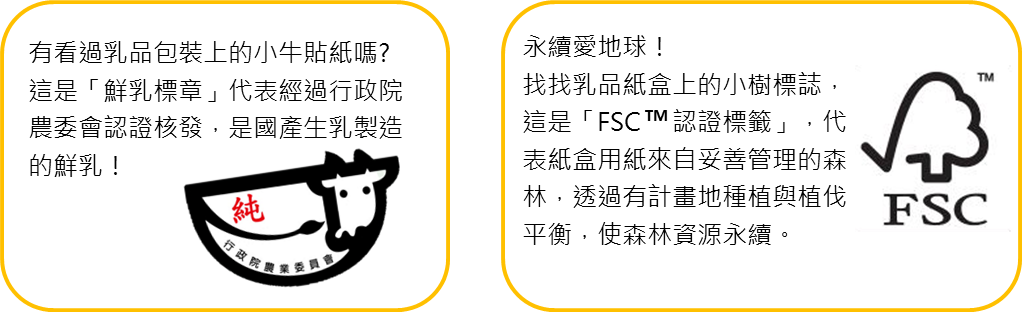 有看過乳品包裝上的小牛貼紙嗎?
這是「鮮乳標章」代表經過行政院
農委會認證核發，是國產生乳製造
的鮮乳！
純
行政院農業委員會
永續愛地球！
找找乳品紙盒上的小樹標誌，
這是「FSC™認證標籤」，代
表紙盒用紙來自妥善管理的森
林，透過有計畫地種植與植伐
平衡，使森林資源永續。
TM
FSC